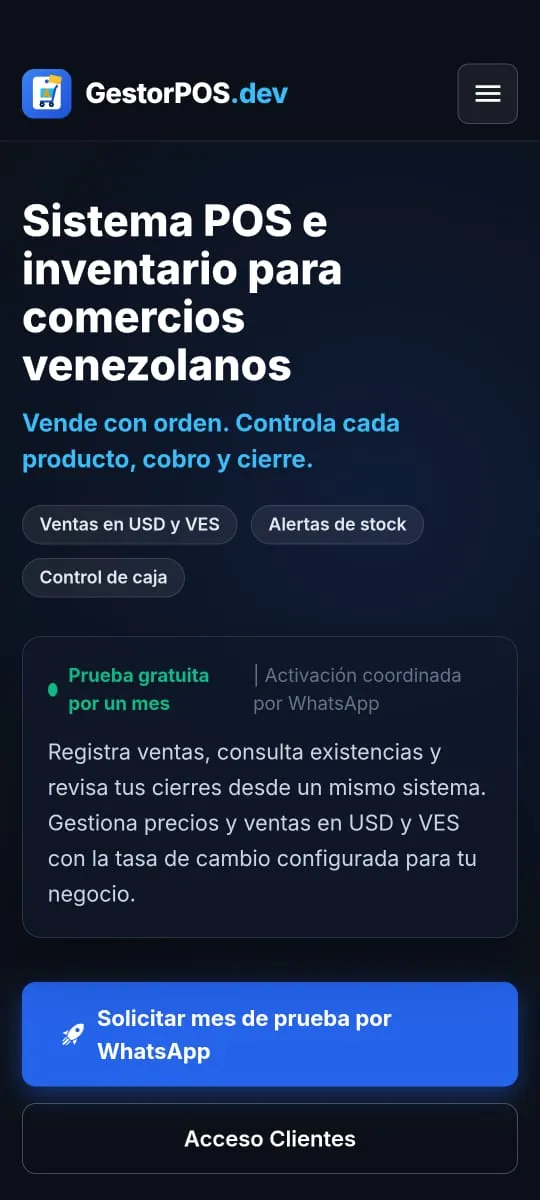 GestorPOS.dev
Sistema POS e
inventario para
comercios
venezolanos
Vende con orden. Controla cada
producto, cobro y cierre.
Ventas en USD y VES
Alertas de stock
Control de caja
Prueba gratuita
por un mes
| Activación coordinada
por WhatsApp
Registra ventas, consulta existencias y
revisa tus cierres desde un mismo sistema.
Gestiona precios y ventas en USD y VES
con la tasa de cambio configurada para tu
negocio.
Solicitar mes de prueba por
WhatsApp
Acceso Clientes